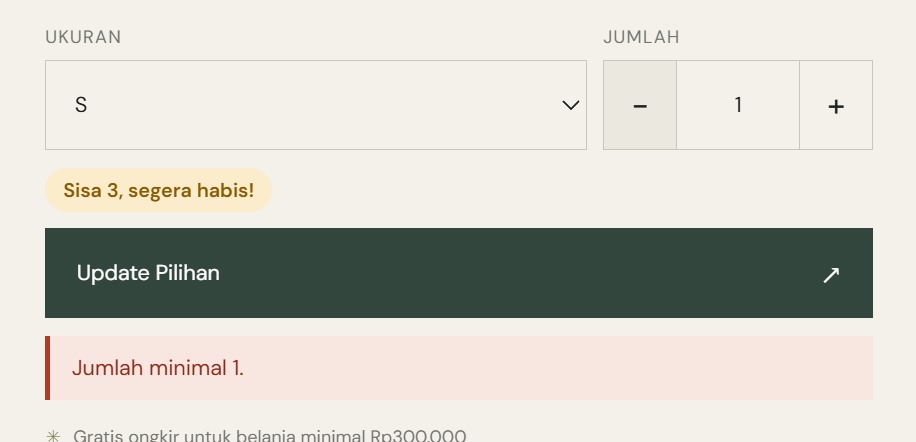 UKURAN
JUMLAH
S
− 1 +
Sisa 3, segera habis!
Update Pilihan ↗
Jumlah minimal 1.
✳ Gratis ongkir untuk belanja minimal Rp300.000